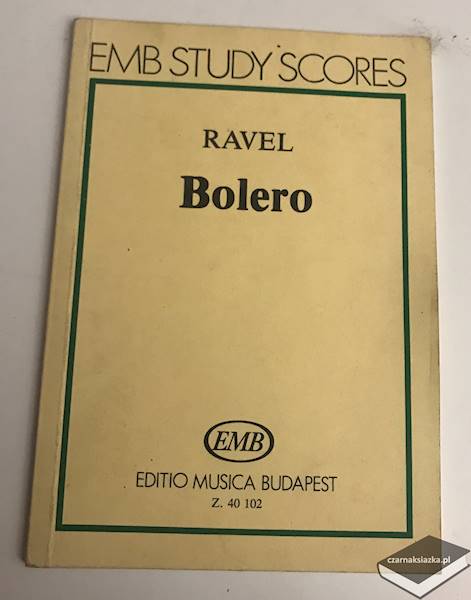 EMB STUDY SCORES
RAVEL
Bolero
EMB
EDITIO MUSICA BUDAPEST
Z. 40 102
czarnaksiazka.pl